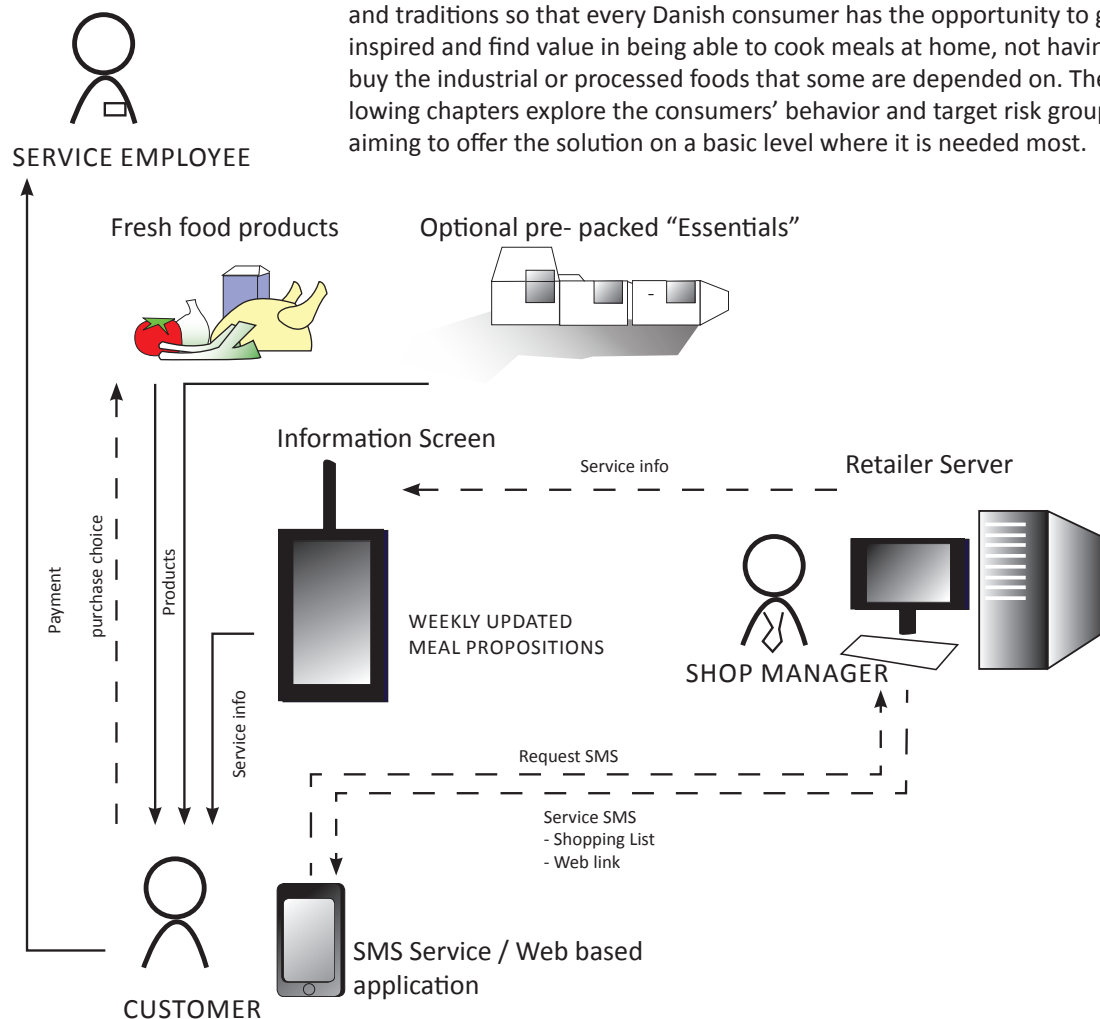 and traditions so that every Danish consumer has the opportunity to g
inspired and find value in being able to cook meals at home, not havin
buy the industrial or processed foods that some are depended on. The
lowing chapters explore the consumers’ behavior and target risk group
aiming to offer the solution on a basic level where it is needed most.
SERVICE EMPLOYEE
Fresh food products
Optional pre- packed “Essentials”
Information Screen
Service info
Retailer Server
Payment
purchase choice
Products
Service info
WEEKLY UPDATED
MEAL PROPOSITIONS
SHOP MANAGER
Request SMS
Service SMS
- Shopping List
- Web link
SMS Service / Web based
application
CUSTOMER